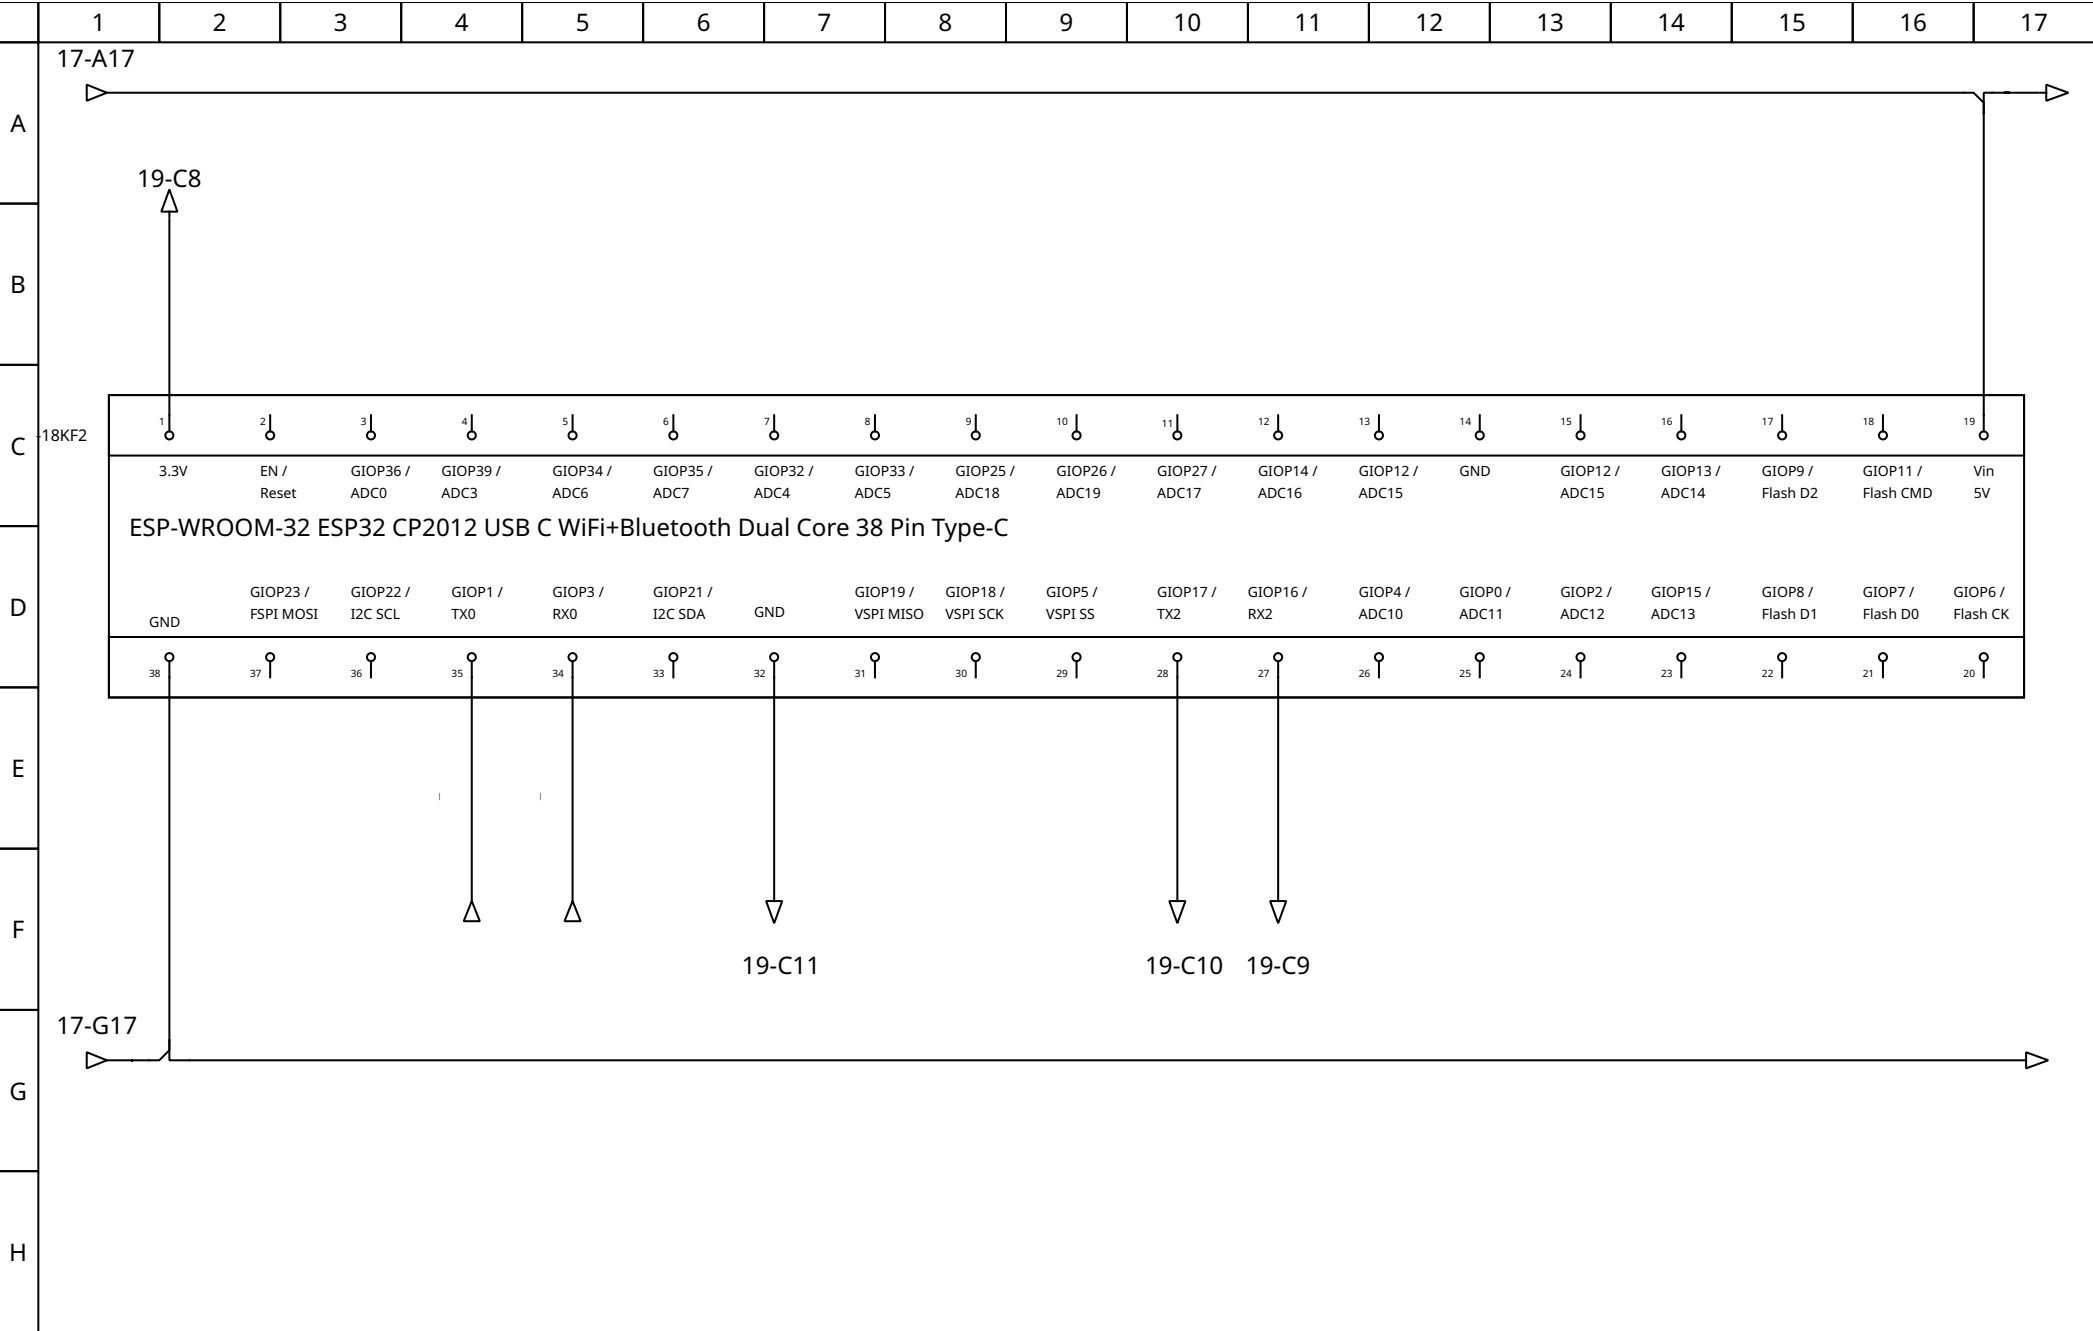 1 2 3 4 5 6 7 8 9 10 11 12 13 14 15 16 17
17-A17
A
19-C8
B
1 2 3 4 5 6 7 8 9 10 11 12 13 14 15 16 17 18 19
C -18KF2
3.3V EN / GIOP36 / GIOP39 / GIOP34 / GIOP35 / GIOP32 / GIOP33 / GIOP25 / GIOP26 / GIOP27 / GIOP14 / GIOP12 / GND GIOP12 / GIOP13 / GIOP9 / GIOP11 / Vin
Reset ADC0 ADC3 ADC6 ADC7 ADC4 ADC5 ADC18 ADC19 ADC17 ADC16 ADC15 ADC15 ADC14 Flash D2 Flash CMD 5V
ESP-WROOM-32 ESP32 CP2012 USB C WiFi+Bluetooth Dual Core 38 Pin Type-C
GIOP23 / GIOP22 / GIOP1 / GIOP3 / GIOP21 / GIOP19 / GIOP18 / GIOP5 / GIOP17 / GIOP16 / GIOP4 / GIOP0 / GIOP2 / GIOP15 / GIOP8 / GIOP7 / GIOP6 /
D
GND FSPI MOSI I2C SCL TX0 RX0 I2C SDA GND VSPI MISO VSPI SCK VSPI SS TX2 RX2 ADC10 ADC11 ADC12 ADC13 Flash D1 Flash D0 Flash CK
38 37 36 35 34 33 32 31 30 29 28 27 26 25 24 23 22 21 20
E
F
19-C11 19-C10 19-C9
17-G17
G
H